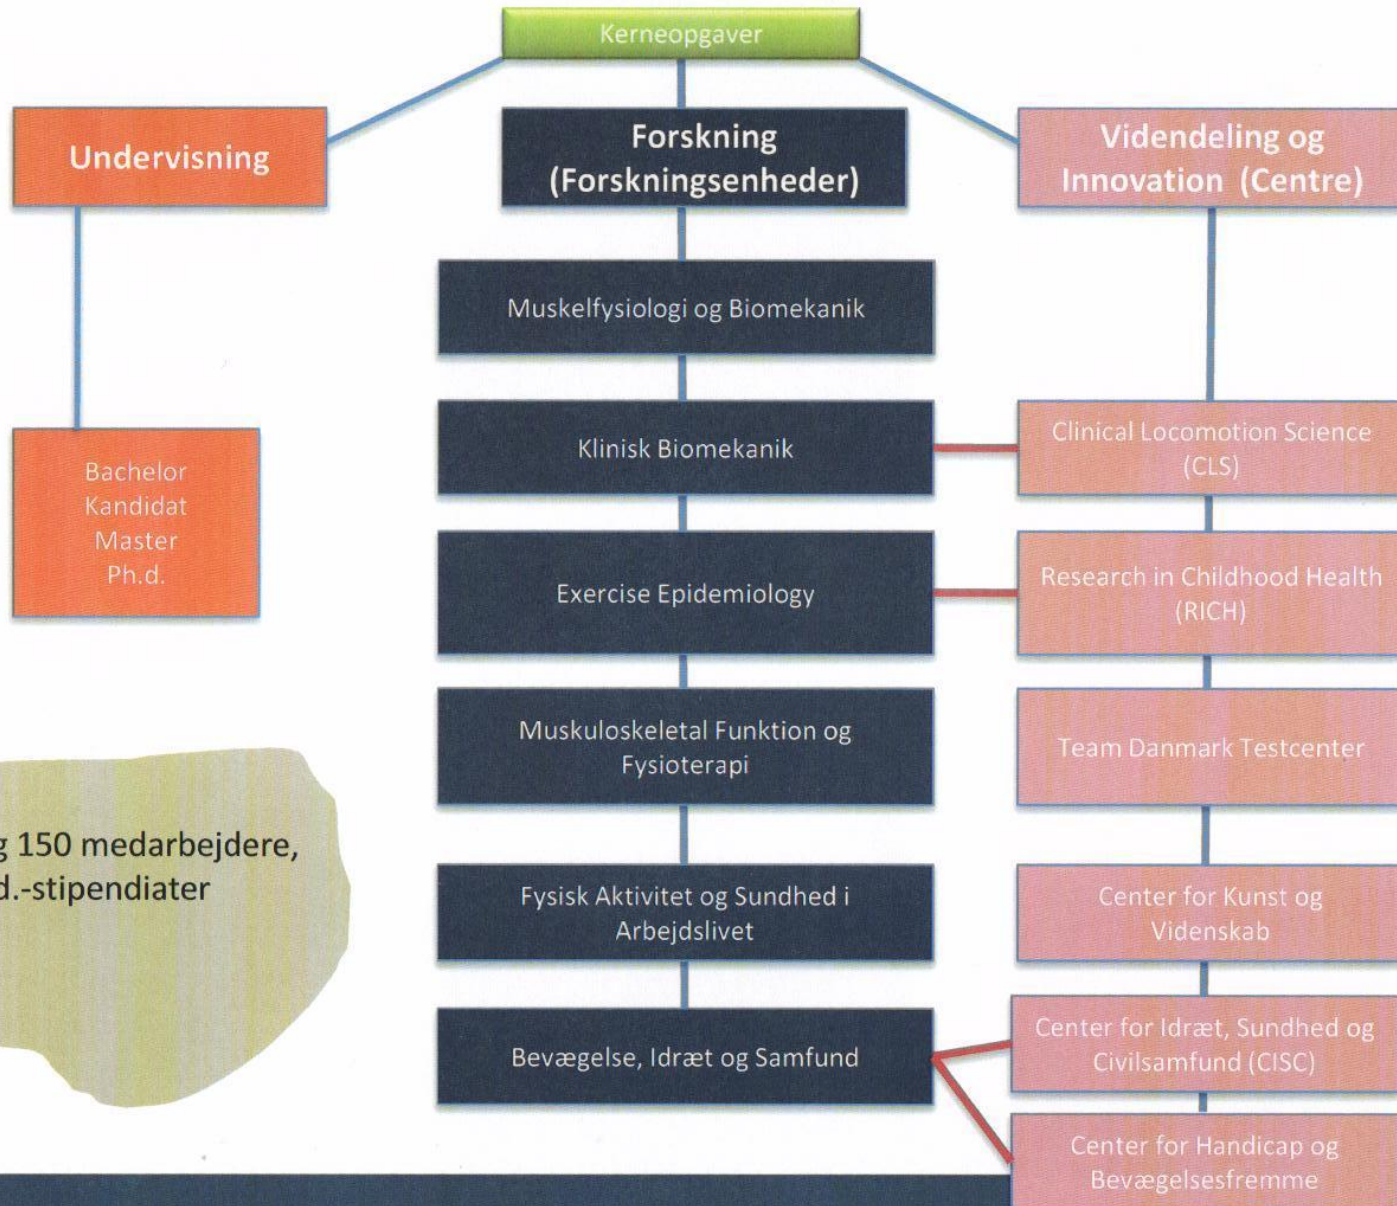 Kerneopgaver
Undervisning
Forskning
(Forskningsenheder)
Videndeling og
Innovation (Centre)
Bachelor
Kandidat
Master
Ph.d.
Muskelfysiologi og Biomekanik
Klinisk Biomekanik
Exercise Epidemiology
Muskuloskeletal Funktion og
Fysioterapi
Fysisk Aktivitet og Sundhed i
Arbejdslivet
Bevægelse, Idræt og Samfund
Clinical Locomotion Science
(CLS)
Research in Childhood Health
(RICH)
Team Danmark Testcenter
Center for Kunst og
Videnskab
Center for Idræt, Sundhed og
Civilsamfund (CISC)
Center for Handicap og
Bevægelsesfremme
g 150 medarbejdere,
d.-stipendiater